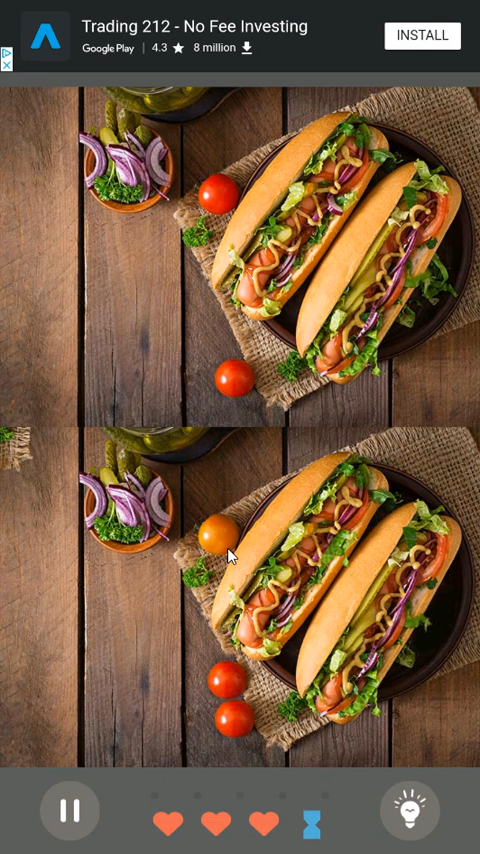 Trading 212 - No Fee Investing
Google Play | 4.3 ★ 8 million
INSTALL